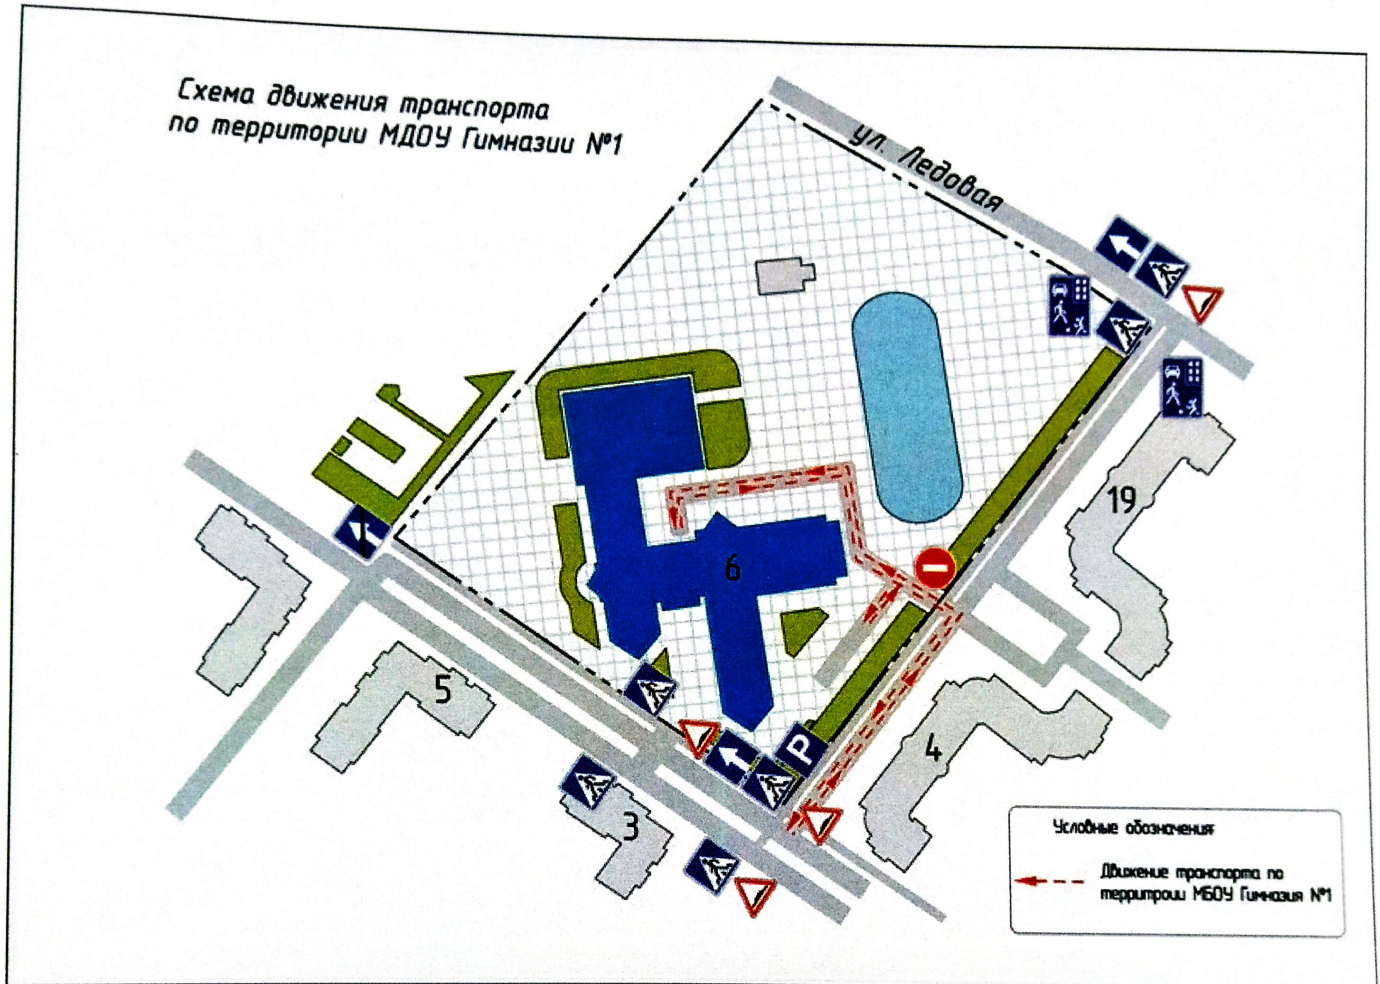 Схема движения транспорта
по территории МДОУ Гимназии №1
ул. Ледовая
19
6
5
4
3
P
Условные обозначения:
Движение транспорта по
территроии МБОУ Гимназия №1